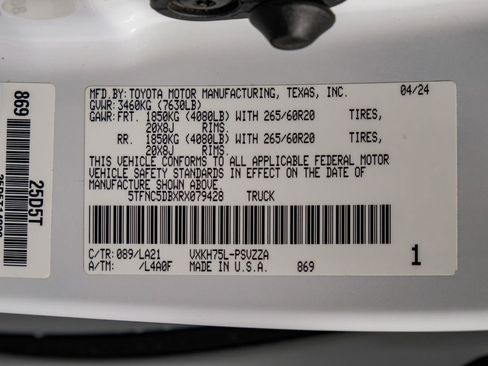 MFD.BY:TOYOTA MOTOR MANUFACTURING, TEXAS, INC. 04/24
GVWR:3460KG (7630LB)
GAWR:FRT. 1850KG (4080LB) WITH 265/60R20 TIRES,
20X8J RIMS.
RR. 1850KG (4080LB) WITH 265/60R20 TIRES,
20X8J RIMS.
THIS VEHICLE CONFORMS TO ALL APPLICABLE FEDERAL MOTOR
VEHICLE SAFETY STANDARDS IN EFFECT ON THE DATE OF
MANUFACTURE SHOWN ABOVE.
5TFNC5DBXRX079428 TRUCK
C/TR:089/LA21 VXKH75L-PSVZZA
A/TM: /L4A0F MADE IN U.S.A. 869
1
869
25D5T